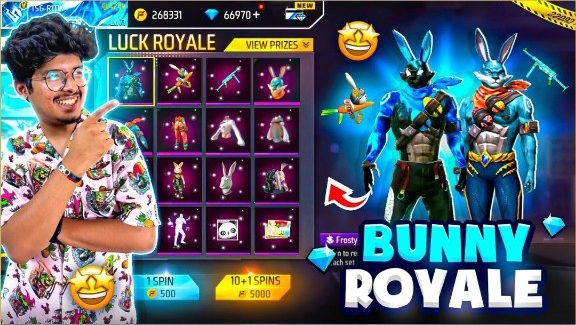 268331
66970 +
NEW
LUCK ROYALE
VIEW PRIZES
Frosty
1 SPIN
500
10+1 SPINS
5000
BUNNY
ROYALE